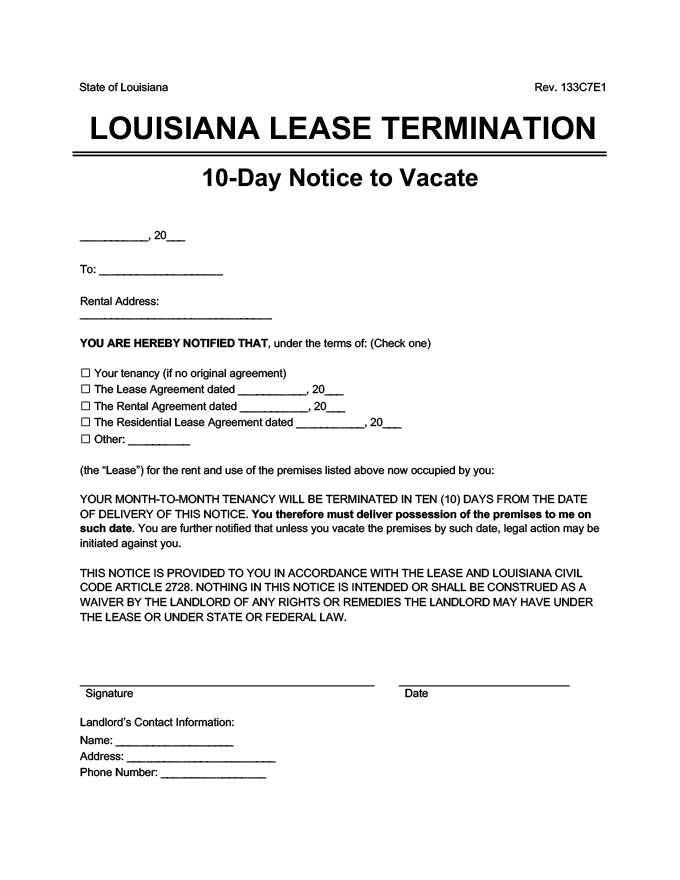 State of Louisiana Rev. 133C7E1
LOUISIANA LEASE TERMINATION
10-Day Notice to Vacate
___________, 20___
To: ____________________
Rental Address:
_______________________________
YOU ARE HEREBY NOTIFIED THAT, under the terms of: (Check one)
☐ Your tenancy (if no original agreement)
☐ The Lease Agreement dated ___________, 20___
☐ The Rental Agreement dated ___________, 20___
☐ The Residential Lease Agreement dated ___________, 20___
☐ Other: __________
(the “Lease”) for the rent and use of the premises listed above now occupied by you:
YOUR MONTH-TO-MONTH TENANCY WILL BE TERMINATED IN TEN (10) DAYS FROM THE DATE
OF DELIVERY OF THIS NOTICE. You therefore must deliver possession of the premises to me on
such date. You are further notified that unless you vacate the premises by such date, legal action may be
initiated against you.
THIS NOTICE IS PROVIDED TO YOU IN ACCORDANCE WITH THE LEASE AND LOUISIANA CIVIL
CODE ARTICLE 2728. NOTHING IN THIS NOTICE IS INTENDED OR SHALL BE CONSTRUED AS A
WAIVER BY THE LANDLORD OF ANY RIGHTS OR REMEDIES THE LANDLORD MAY HAVE UNDER
THE LEASE OR UNDER STATE OR FEDERAL LAW.
Signature Date
Landlord’s Contact Information:
Name: ___________________
Address: ________________________
Phone Number: _________________